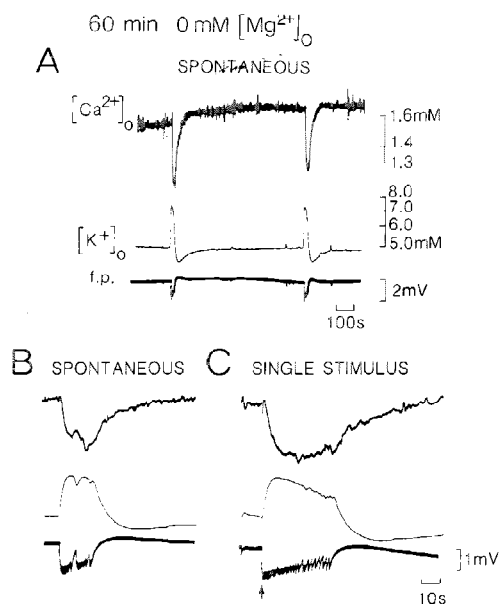 60 min 0 mM [Mg²⁺]o
A
SPONTANEOUS
[Ca²⁺]o
1.6mM
1.4
1.3
8.0
7.0
6.0
5.0mM
[K⁺]o
f.p.
2mV
100s
B SPONTANEOUS
C SINGLE STIMULUS
1mV
10s